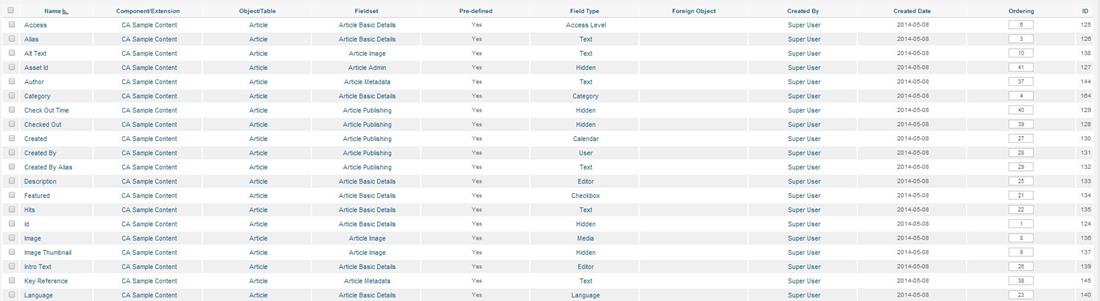 Name Component/Extension Object/Table Fieldset Pre-defined Field Type Foreign Object Created By Created Date Ordering ID
Access CA Sample Content Article Article Basic Details Yes Access Level Super User 2014-05-08 6 125
Alias CA Sample Content Article Article Basic Details Yes Text Super User 2014-05-08 3 126
Alt Text CA Sample Content Article Article Image Yes Text Super User 2014-05-08 10 138
Asset Id CA Sample Content Article Article Admin Yes Hidden Super User 2014-05-08 41 127
Author CA Sample Content Article Article Metadata Yes Text Super User 2014-05-08 37 144
Category CA Sample Content Article Article Basic Details Yes Category Super User 2014-05-08 4 164
Check Out Time CA Sample Content Article Article Publishing Yes Hidden Super User 2014-05-08 40 129
Checked Out CA Sample Content Article Article Publishing Yes Hidden Super User 2014-05-08 39 128
Created CA Sample Content Article Article Publishing Yes Calendar Super User 2014-05-08 27 130
Created By CA Sample Content Article Article Publishing Yes User Super User 2014-05-08 28 131
Created By Alias CA Sample Content Article Article Publishing Yes Text Super User 2014-05-08 29 132
Description CA Sample Content Article Article Basic Details Yes Editor Super User 2014-05-08 25 133
Featured CA Sample Content Article Article Basic Details Yes Checkbox Super User 2014-05-08 21 134
Hits CA Sample Content Article Article Basic Details Yes Text Super User 2014-05-08 22 135
Id CA Sample Content Article Article Basic Details Yes Hidden Super User 2014-05-08 1 124
Image CA Sample Content Article Article Image Yes Media Super User 2014-05-08 8 136
Image Thumbnail CA Sample Content Article Article Image Yes Hidden Super User 2014-05-08 9 137
Intro Text CA Sample Content Article Article Basic Details Yes Editor Super User 2014-05-08 26 139
Key Reference CA Sample Content Article Article Metadata Yes Text Super User 2014-05-08 38 145
Language CA Sample Content Article Article Basic Details Yes Language Super User 2014-05-08 23 140